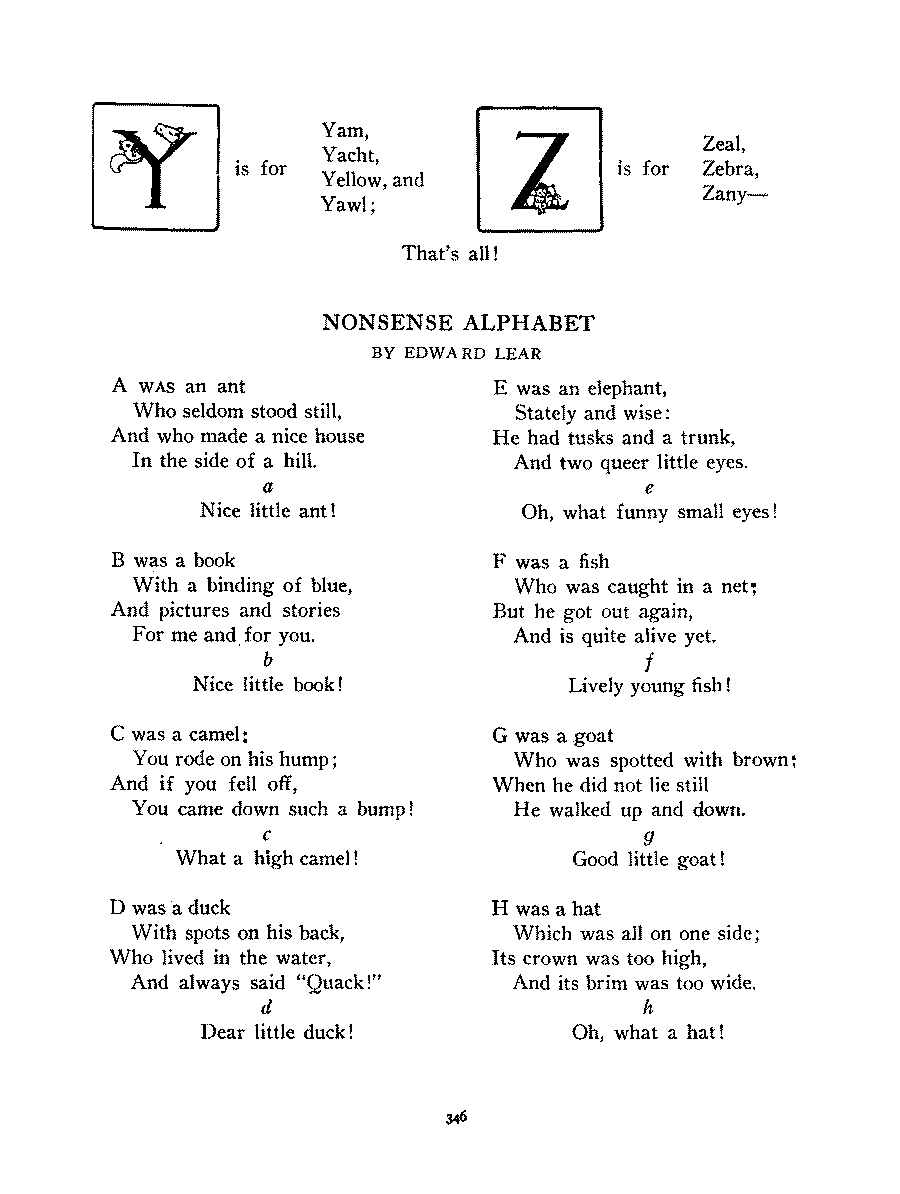 Y is for
Yam,
Yacht,
Yellow, and
Yawl;
Z is for
Zeal,
Zebra,
Zany—
That's all!
NONSENSE ALPHABET
BY EDWARD LEAR
A WAS an ant
Who seldom stood still,
And who made a nice house
In the side of a hill.
a
Nice little ant!
B was a book
With a binding of blue,
And pictures and stories
For me and for you.
b
Nice little book!
C was a camel;
You rode on his hump;
And if you fell off,
You came down such a bump!
c
What a high camel!
D was a duck
With spots on his back,
Who lived in the water,
And always said "Quack!"
d
Dear little duck!
E was an elephant,
Stately and wise:
He had tusks and a trunk,
And two queer little eyes.
e
Oh, what funny small eyes!
F was a fish
Who was caught in a net;
But he got out again,
And is quite alive yet.
f
Lively young fish!
G was a goat
Who was spotted with brown;
When he did not lie still
He walked up and down.
g
Good little goat!
H was a hat
Which was all on one side;
Its crown was too high,
And its brim was too wide.
h
Oh, what a hat!
346